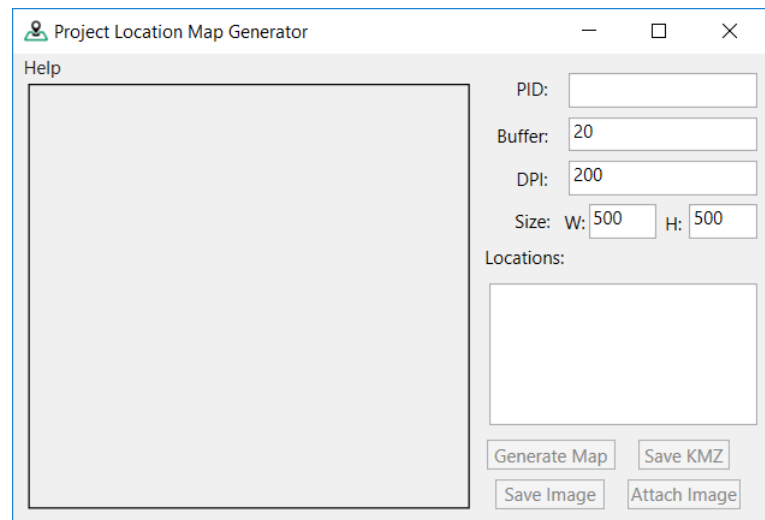 Project Location Map Generator
Help
PID:
Buffer: 20
DPI: 200
Size: W: 500 H: 500
Locations:
Generate Map Save KMZ
Save Image Attach Image